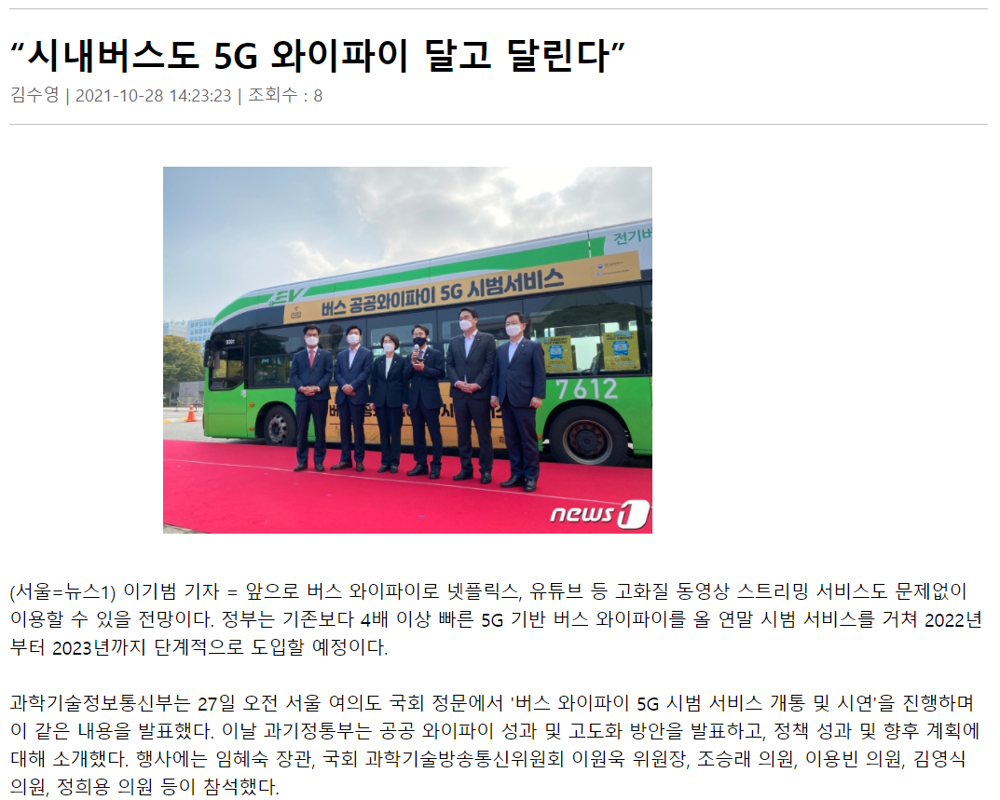 “시내버스도 5G 와이파이 달고 달린다”
김수영 | 2021-10-28 14:23:23 | 조회수 : 8
전기버
EV
버스 공공와이파이 5G 시범서비스
7612
news1
(서울=뉴스1) 이기범 기자 = 앞으로 버스 와이파이로 넷플릭스, 유튜브 등 고화질 동영상 스트리밍 서비스도 문제없이
이용할 수 있을 전망이다. 정부는 기존보다 4배 이상 빠른 5G 기반 버스 와이파이를 올 연말 시범 서비스를 거쳐 2022년
부터 2023년까지 단계적으로 도입할 예정이다.
과학기술정보통신부는 27일 오전 서울 여의도 국회 정문에서 '버스 와이파이 5G 시범 서비스 개통 및 시연'을 진행하며
이 같은 내용을 발표했다. 이날 과기정통부는 공공 와이파이 성과 및 고도화 방안을 발표하고, 정책 성과 및 향후 계획에
대해 소개했다. 행사에는 임혜숙 장관, 국회 과학기술방송통신위원회 이원욱 위원장, 조승래 의원, 이용빈 의원, 김영식
의원, 정희용 의원 등이 참석했다.